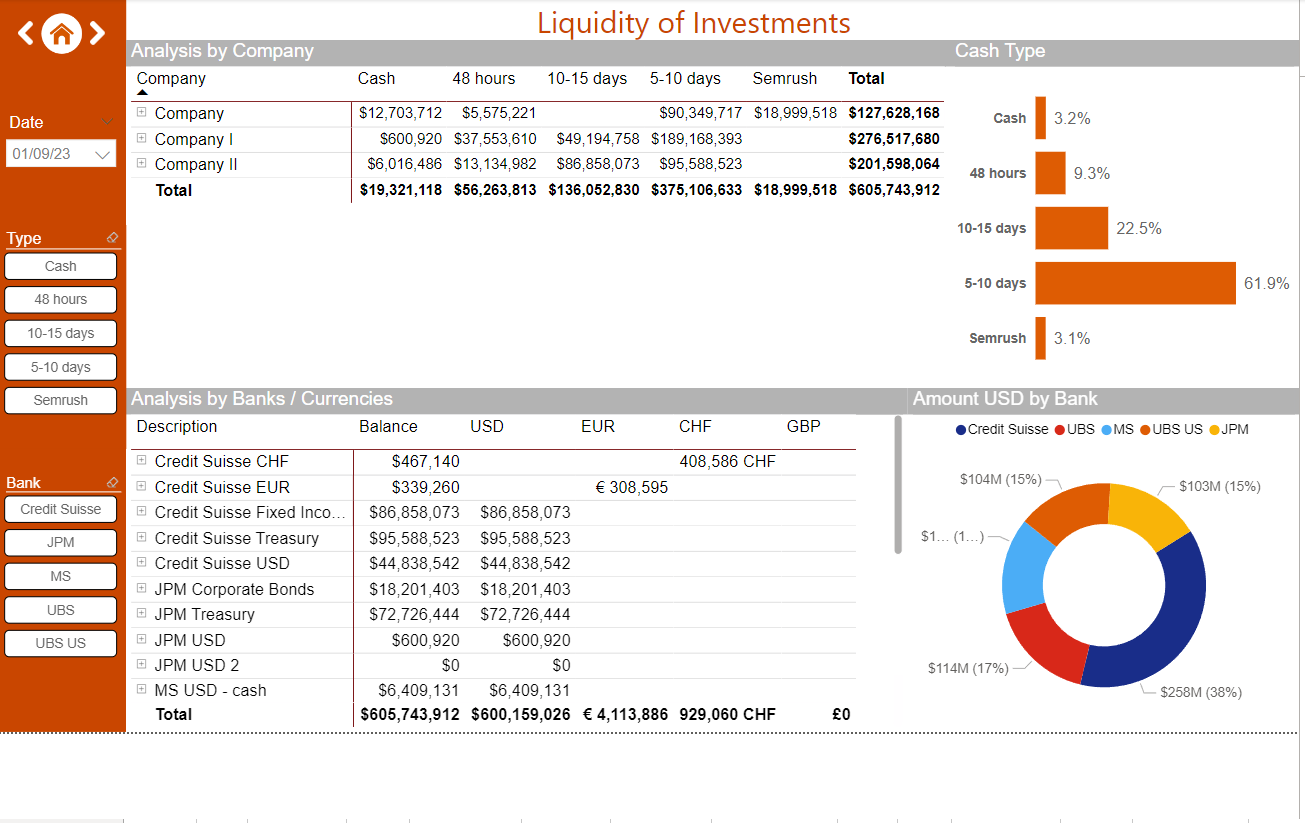 Liquidity of Investments
Date
01/09/23
Type
Cash
48 hours
10-15 days
5-10 days
Semrush
Bank
Credit Suisse
JPM
MS
UBS
UBS US
Analysis by Company
Company Cash 48 hours 10-15 days 5-10 days Semrush Total
Company $12,703,712 $5,575,221 $90,349,717 $18,999,518 $127,628,168
Company I $600,920 $37,553,610 $49,194,758 $189,168,393 $276,517,680
Company II $6,016,486 $13,134,982 $86,858,073 $95,588,523 $201,598,064
Total $19,321,118 $56,263,813 $136,052,830 $375,106,633 $18,999,518 $605,743,912
Cash Type
Cash 3.2%
48 hours 9.3%
10-15 days 22.5%
5-10 days 61.9%
Semrush 3.1%
Analysis by Banks / Currencies
Description Balance USD EUR CHF GBP
Credit Suisse CHF $467,140 408,586 CHF
Credit Suisse EUR $339,260 € 308,595
Credit Suisse Fixed Inco... $86,858,073 $86,858,073
Credit Suisse Treasury $95,588,523 $95,588,523
Credit Suisse USD $44,838,542 $44,838,542
JPM Corporate Bonds $18,201,403 $18,201,403
JPM Treasury $72,726,444 $72,726,444
JPM USD $600,920 $600,920
JPM USD 2 $0 $0
MS USD - cash $6,409,131 $6,409,131
Total $605,743,912 $600,159,026 € 4,113,886 929,060 CHF £0
Amount USD by Bank
Credit Suisse UBS MS UBS US JPM
$104M (15%)
$103M (15%)
$1... (1...)
$114M (17%)
$258M (38%)